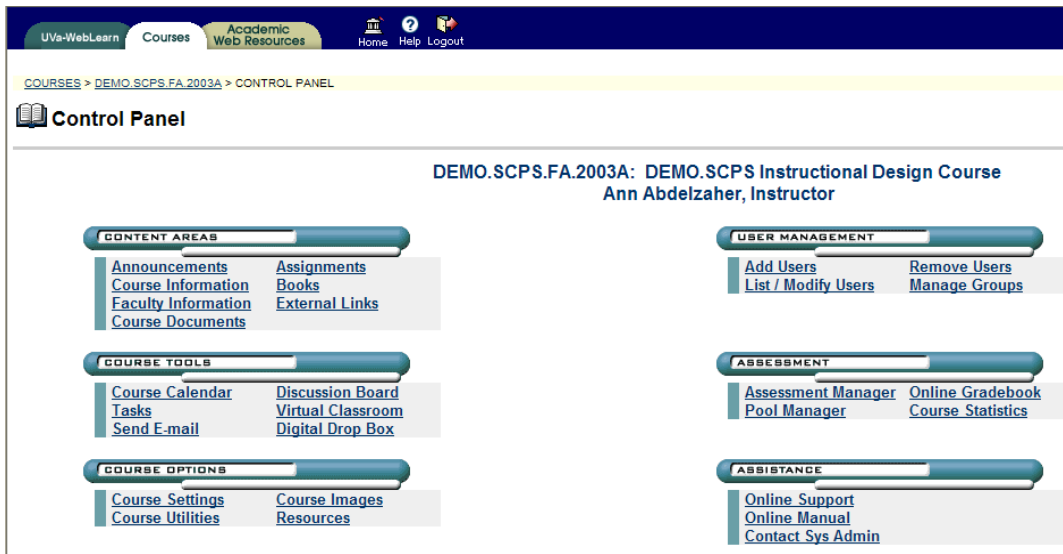 UVa-WebLearn Courses Academic Web Resources Home Help Logout
COURSES > DEMO.SCPS.FA.2003A > CONTROL PANEL
Control Panel
DEMO.SCPS.FA.2003A: DEMO.SCPS Instructional Design Course
Ann Abdelzaher, Instructor
CONTENT AREAS
Announcements Assignments
Course Information Books
Faculty Information External Links
Course Documents
USER MANAGEMENT
Add Users Remove Users
List / Modify Users Manage Groups
COURSE TOOLS
Course Calendar Discussion Board
Tasks Virtual Classroom
Send E-mail Digital Drop Box
ASSESSMENT
Assessment Manager Online Gradebook
Pool Manager Course Statistics
COURSE OPTIONS
Course Settings Course Images
Course Utilities Resources
ASSISTANCE
Online Support
Online Manual
Contact Sys Admin